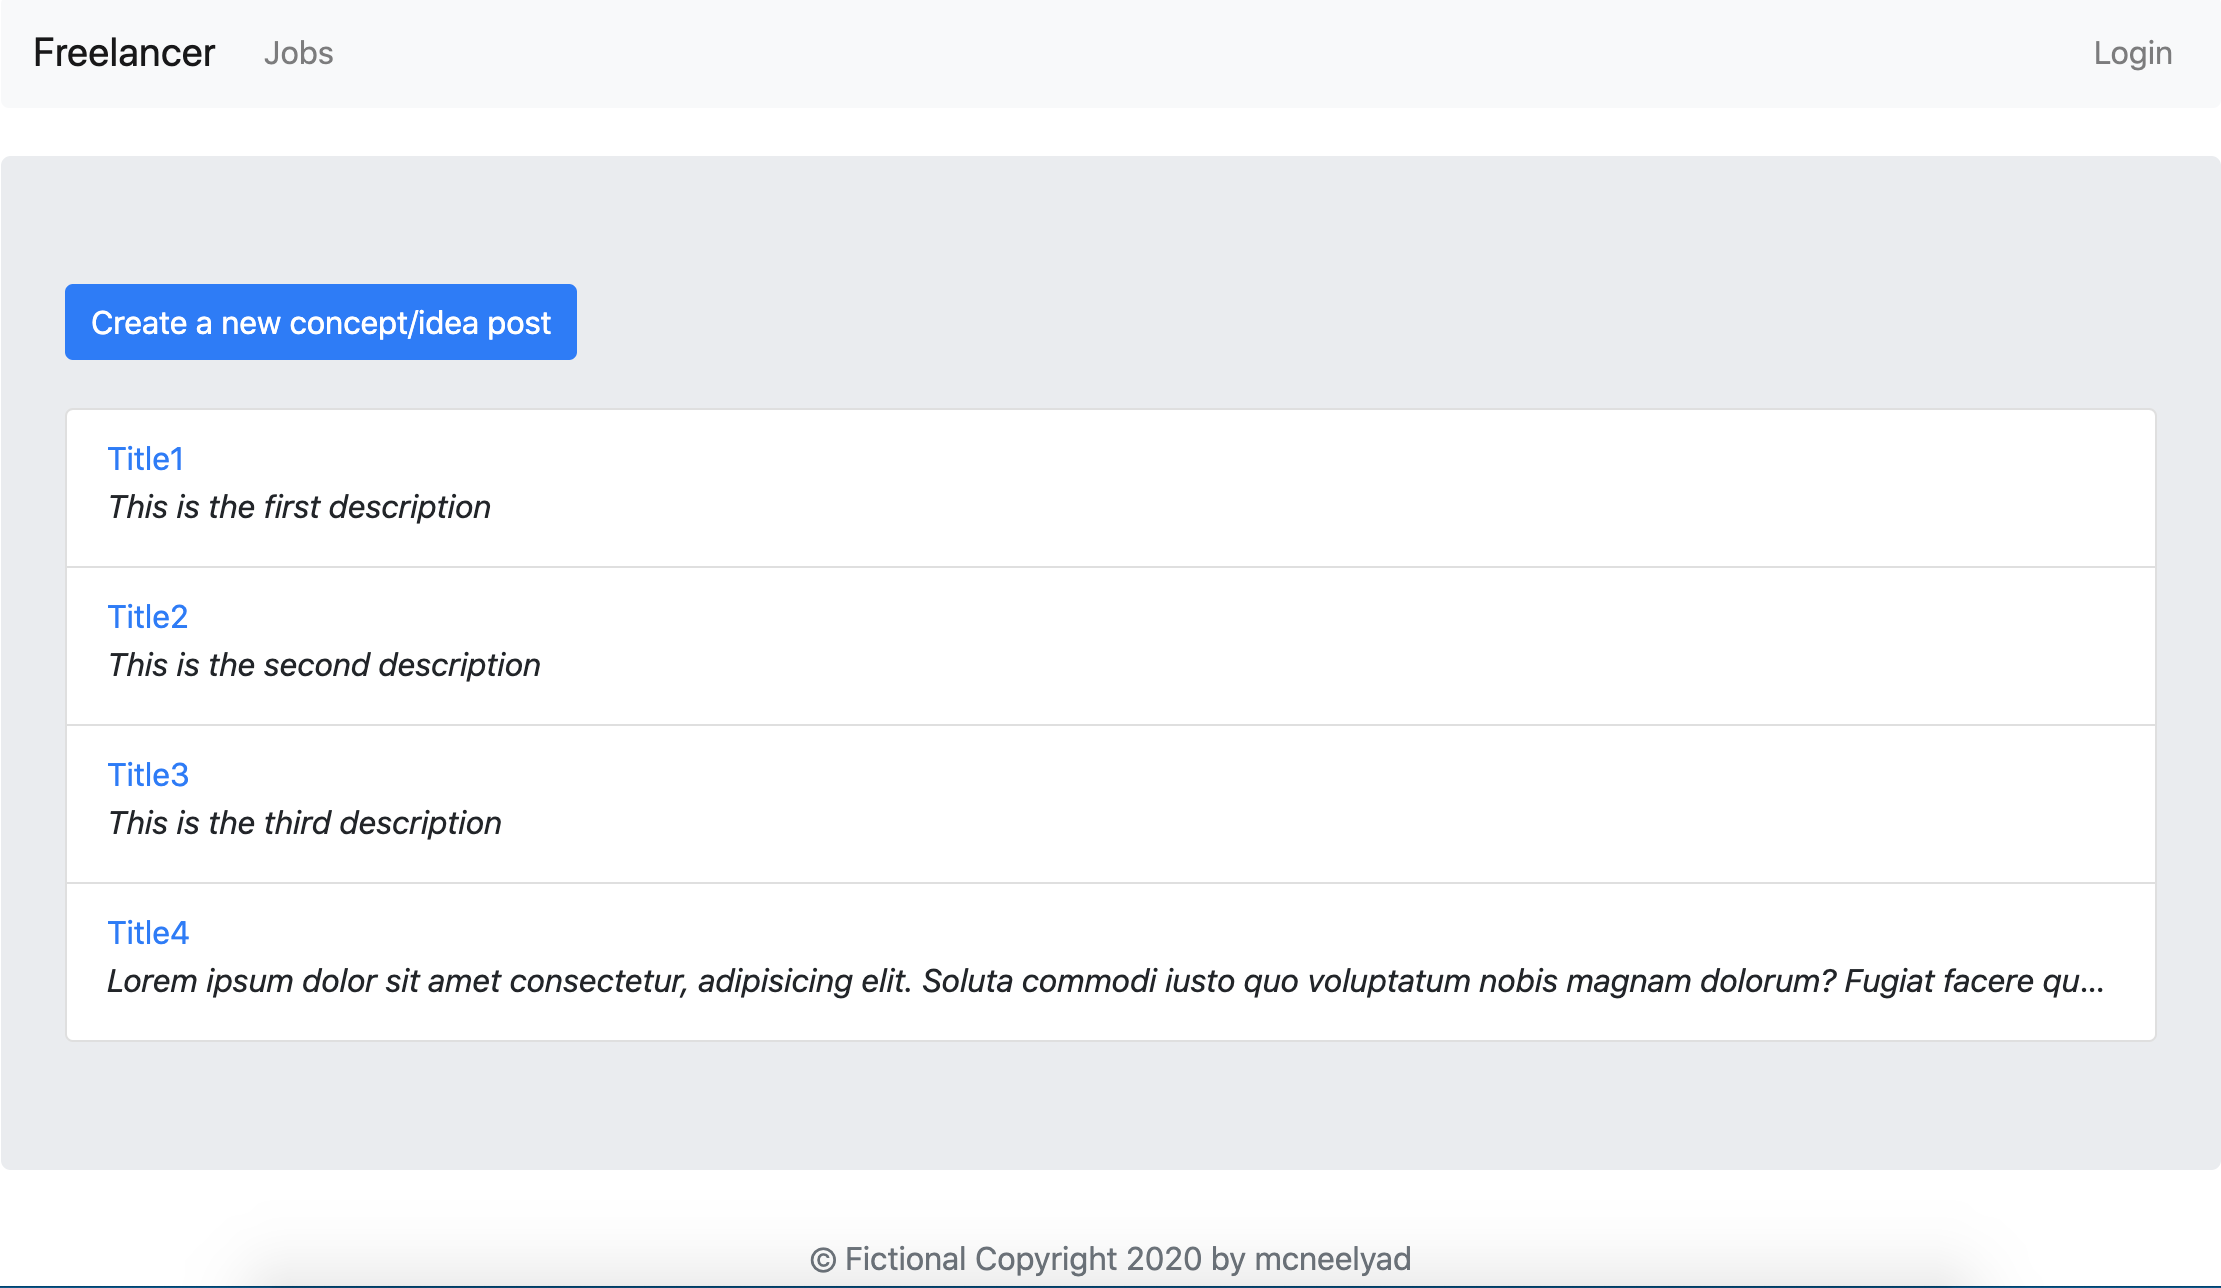 Freelancer Jobs Login
Create a new concept/idea post
Title1
This is the first description
Title2
This is the second description
Title3
This is the third description
Title4
Lorem ipsum dolor sit amet consectetur, adipisicing elit. Soluta commodi iusto quo voluptatum nobis magnam dolorum? Fugiat facere qu...
© Fictional Copyright 2020 by mcneelyad